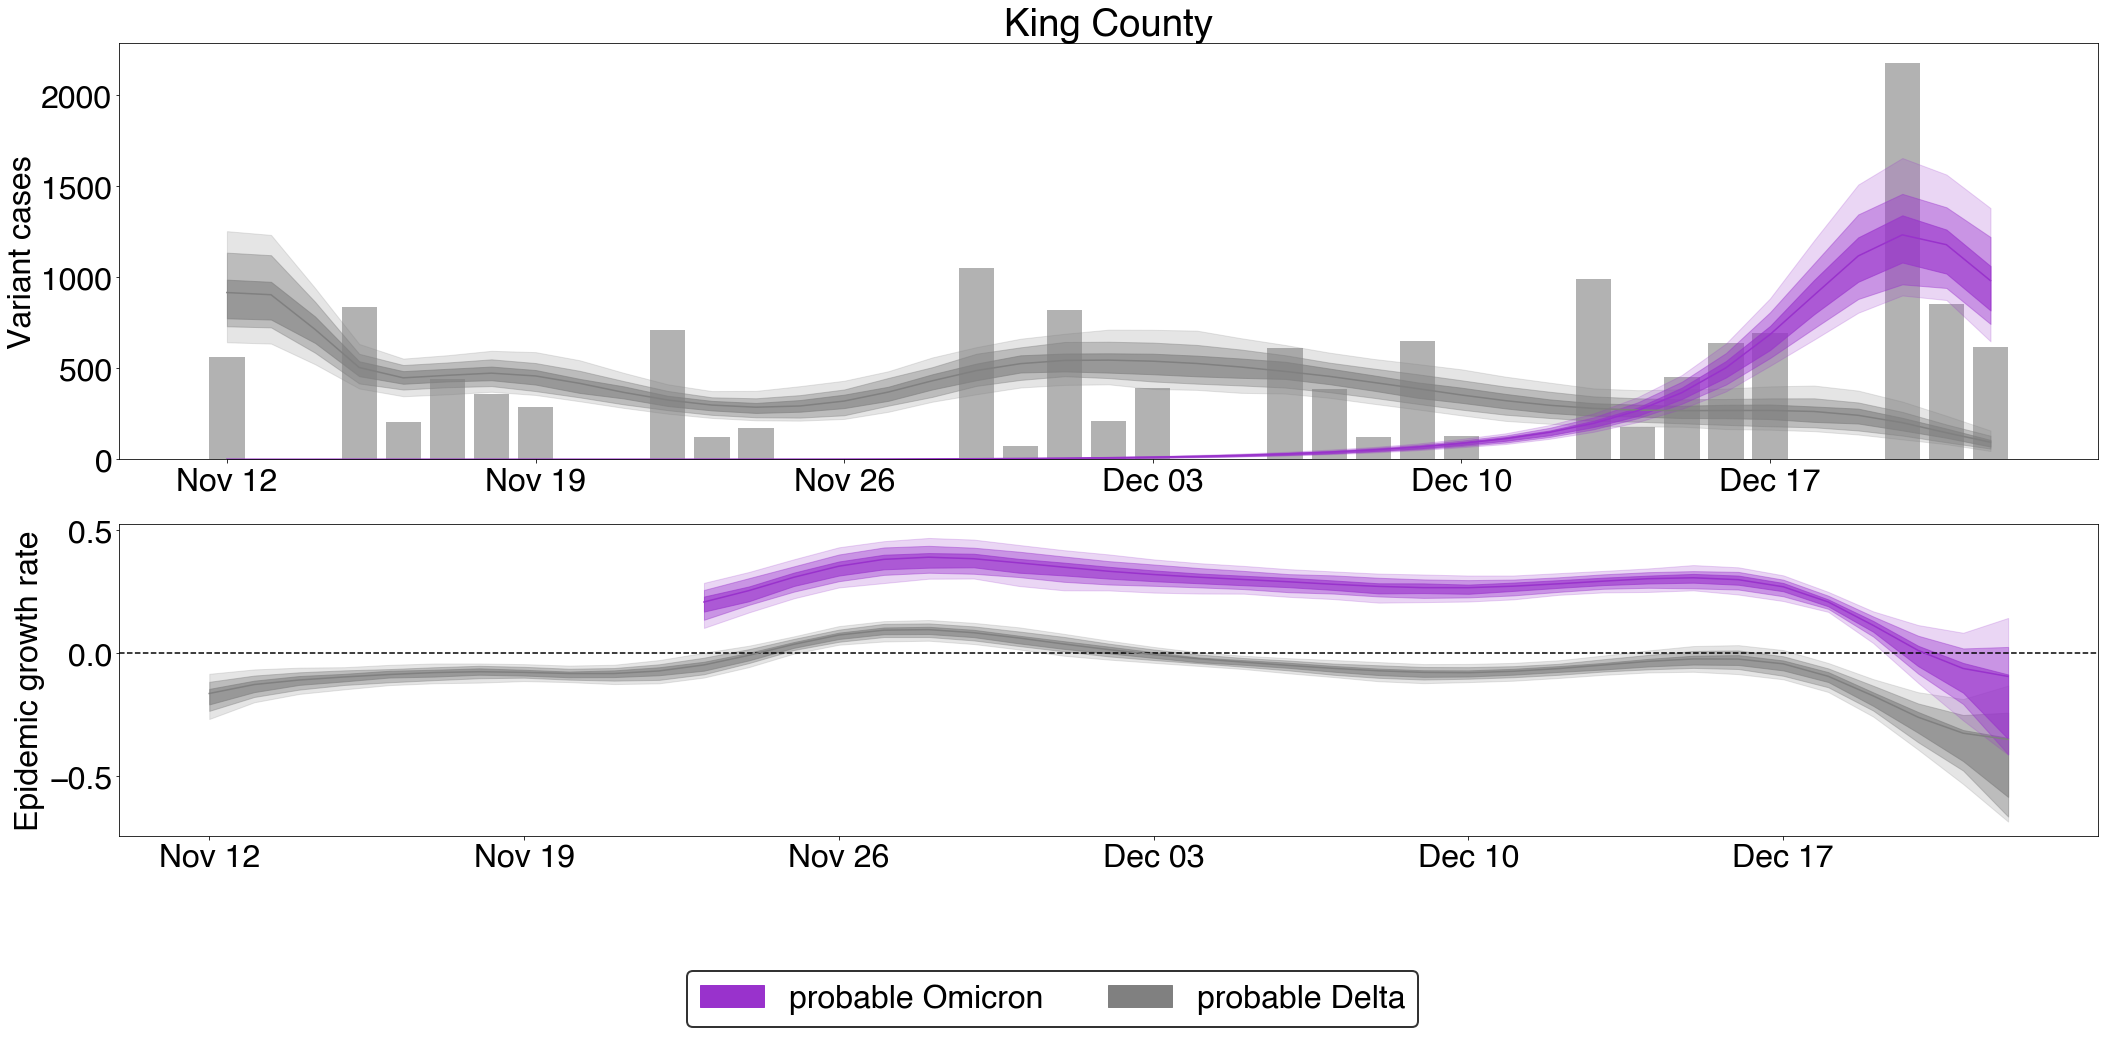 King County
Variant cases
2000
1500
1000
500
0
Nov 12 Nov 19 Nov 26 Dec 03 Dec 10 Dec 17
Epidemic growth rate
0.5
0.0
−0.5
Nov 12 Nov 19 Nov 26 Dec 03 Dec 10 Dec 17
probable Omicron probable Delta